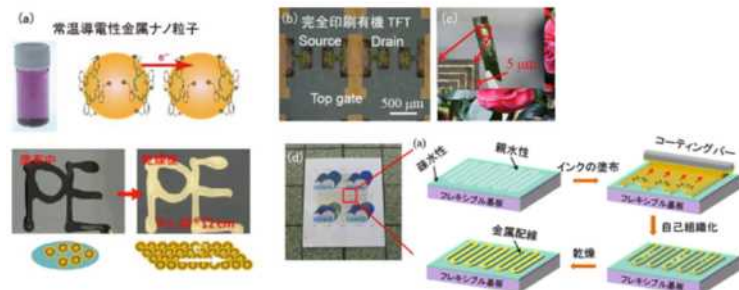 (a)
常温導電性金属ナノ粒子
e⁻
PE
PE
(b)
完全印刷有機 TFT
Source
Drain
Top gate
500 μm
(c)
5 μm
(d)
(a)
疎水性
親水性
フレキシブル基板
インクの塗布
コーティングバー
フレキシブル基板
自己組織化
フレキシブル基板
乾燥
金属配線
フレキシブル基板